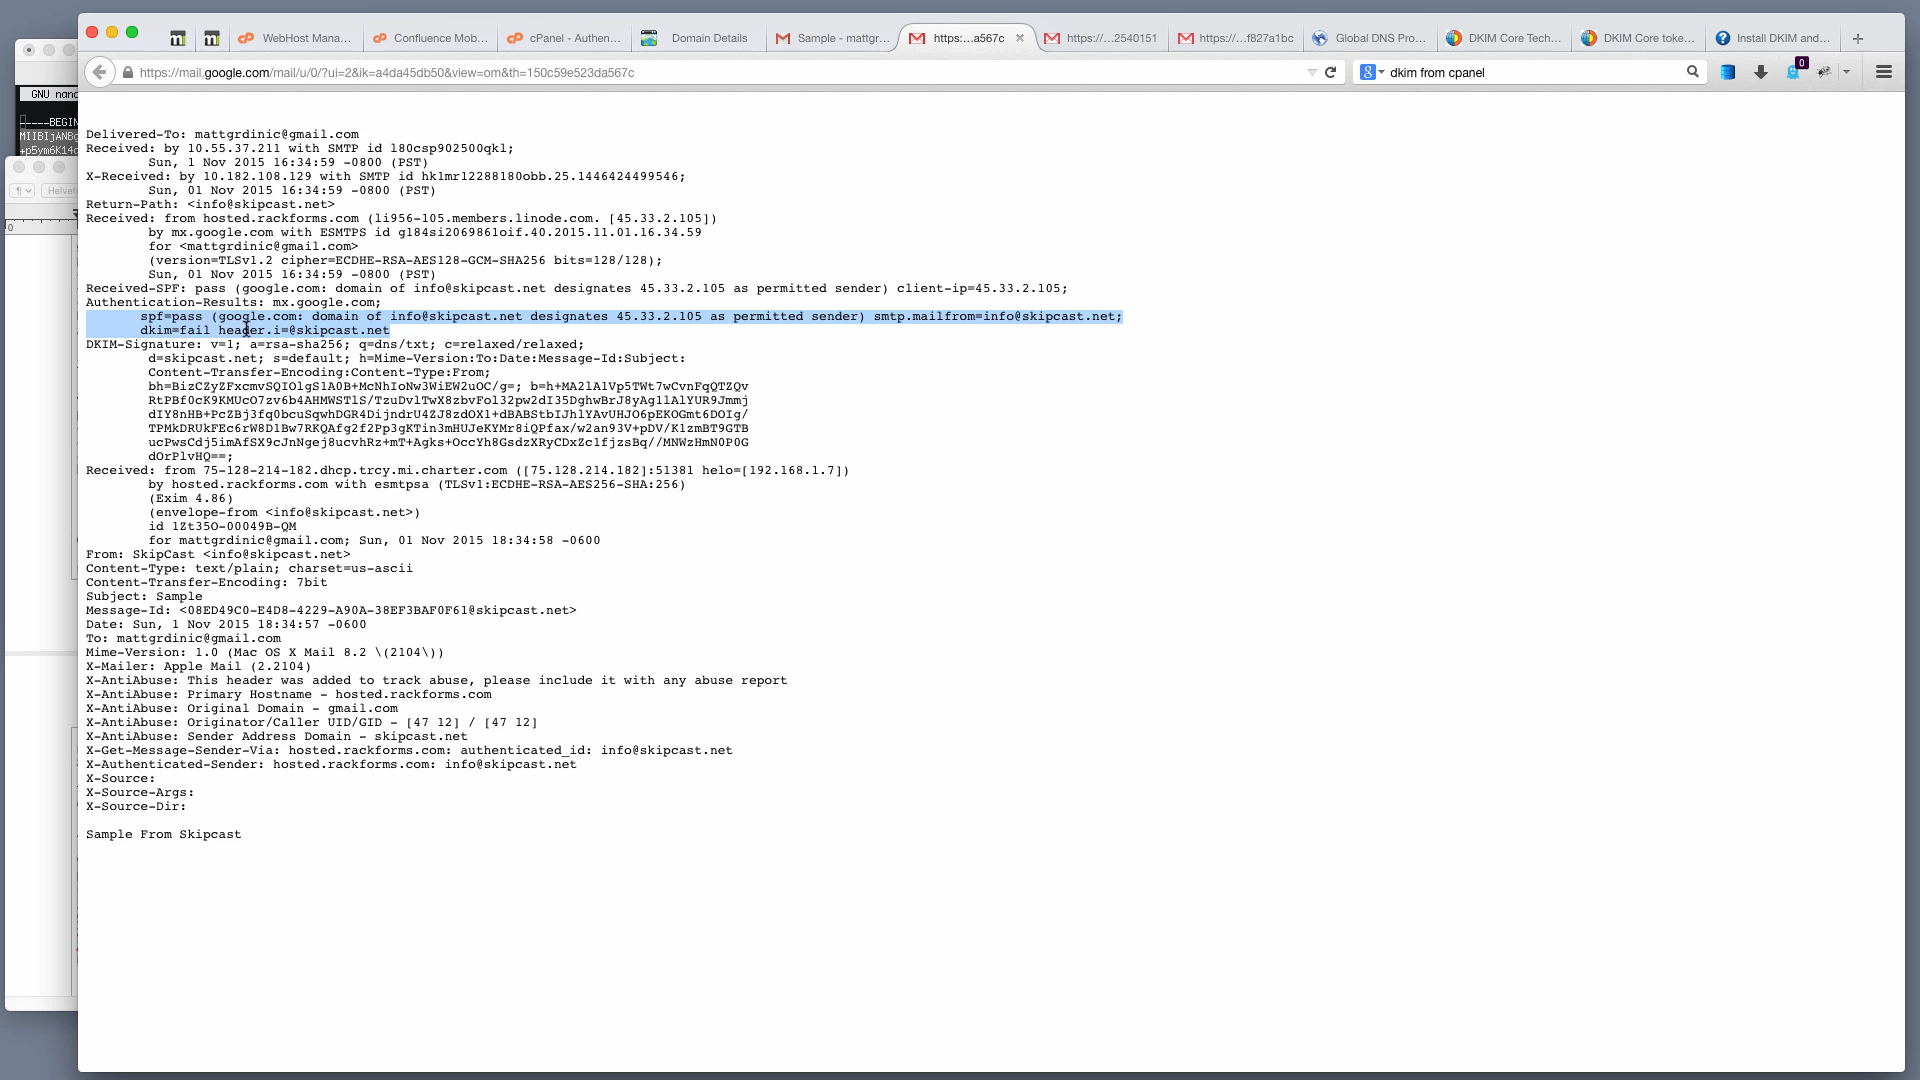 WebHost Mana...
Confluence Mob...
cPanel - Authen...
Domain Details
Sample - mattgr...
https:...a567c
https://...2540151
https://...f827a1bc
Global DNS Pro...
DKIM Core Tech...
DKIM Core toke...
Install DKIM and...
https://mail.google.com/mail/u/0/?ui=2&ik=a4da45db50&view=om&th=150c59e523da567c
dkim from cpanel
0
GNU nano
-----BEGIN
MIIBIjANBg
+p5ym6K14c
Helveti
0
Delivered-To: mattgrdinic@gmail.com
Received: by 10.55.37.211 with SMTP id l80csp902500qkl;
Sun, 1 Nov 2015 16:34:59 -0800 (PST)
X-Received: by 10.182.108.129 with SMTP id hk1mr12288180obb.25.1446424499546;
Sun, 01 Nov 2015 16:34:59 -0800 (PST)
Return-Path: <info@skipcast.net>
Received: from hosted.rackforms.com (li956-105.members.linode.com. [45.33.2.105])
by mx.google.com with ESMTPS id g184si2069861oif.40.2015.11.01.16.34.59
for <mattgrdinic@gmail.com>
(version=TLSv1.2 cipher=ECDHE-RSA-AES128-GCM-SHA256 bits=128/128);
Sun, 01 Nov 2015 16:34:59 -0800 (PST)
Received-SPF: pass (google.com: domain of info@skipcast.net designates 45.33.2.105 as permitted sender) client-ip=45.33.2.105;
Authentication-Results: mx.google.com;
spf=pass (google.com: domain of info@skipcast.net designates 45.33.2.105 as permitted sender) smtp.mailfrom=info@skipcast.net;
dkim=fail header.i=@skipcast.net
DKIM-Signature: v=1; a=rsa-sha256; q=dns/txt; c=relaxed/relaxed;
d=skipcast.net; s=default; h=Mime-Version:To:Date:Message-Id:Subject:
Content-Transfer-Encoding:Content-Type:From;
bh=BizCZyZFxcmvSQIOlgS1A0B+McNhIoNw3WiEW2uOC/g=; b=h+MA2lA1Vp5TWt7wCvnFqQTZQv
RtPBf0cK9KMUcO7zv6b4AHMWSTlS/TzuDvlTwX8zbvFol32pw2dI35DghwBrJ8yAg1lAlYUR9Jmmj
dIY8nHB+PcZBj3fq0bcuSqwhDGR4DijndrU4ZJ8zdOX1+dBABStbIJhlYAvUHJO6pEKOGmt6DOIg/
TPMkDRUkFEc6rW8D1Bw7RKQAfg2f2Pp3gKTin3mHUJeKYMr8iQPfax/w2an93V+pDV/K1zmBT9GTB
ucPwsCdj5imAfSX9cJnNgej8ucvhRz+mT+Agks+OccYh8GsdzXRyCDxZc1fjzsBq//MNWzHmN0P0G
dOrPlvHQ==;
Received: from 75-128-214-182.dhcp.trcy.mi.charter.com ([75.128.214.182]:51381 helo=[192.168.1.7])
by hosted.rackforms.com with esmtpsa (TLSv1:ECDHE-RSA-AES256-SHA:256)
(Exim 4.86)
(envelope-from <info@skipcast.net>)
id 1Zt35O-00049B-QM
for mattgrdinic@gmail.com; Sun, 01 Nov 2015 18:34:58 -0600
From: SkipCast <info@skipcast.net>
Content-Type: text/plain; charset=us-ascii
Content-Transfer-Encoding: 7bit
Subject: Sample
Message-Id: <08ED49C0-E4D8-4229-A90A-38EF3BAF0F61@skipcast.net>
Date: Sun, 1 Nov 2015 18:34:57 -0600
To: mattgrdinic@gmail.com
Mime-Version: 1.0 (Mac OS X Mail 8.2 \(2104\))
X-Mailer: Apple Mail (2.2104)
X-AntiAbuse: This header was added to track abuse, please include it with any abuse report
X-AntiAbuse: Primary Hostname - hosted.rackforms.com
X-AntiAbuse: Original Domain - gmail.com
X-AntiAbuse: Originator/Caller UID/GID - [47 12] / [47 12]
X-AntiAbuse: Sender Address Domain - skipcast.net
X-Get-Message-Sender-Via: hosted.rackforms.com: authenticated_id: info@skipcast.net
X-Authenticated-Sender: hosted.rackforms.com: info@skipcast.net
X-Source:
X-Source-Args:
X-Source-Dir:
Sample From Skipcast